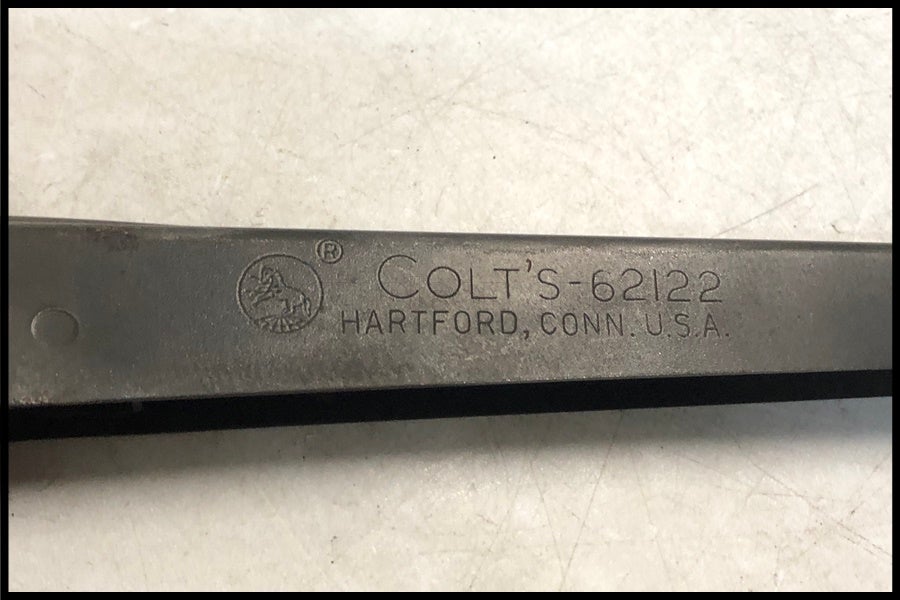 ® COLT'S-62122
HARTFORD, CONN. U.S.A.